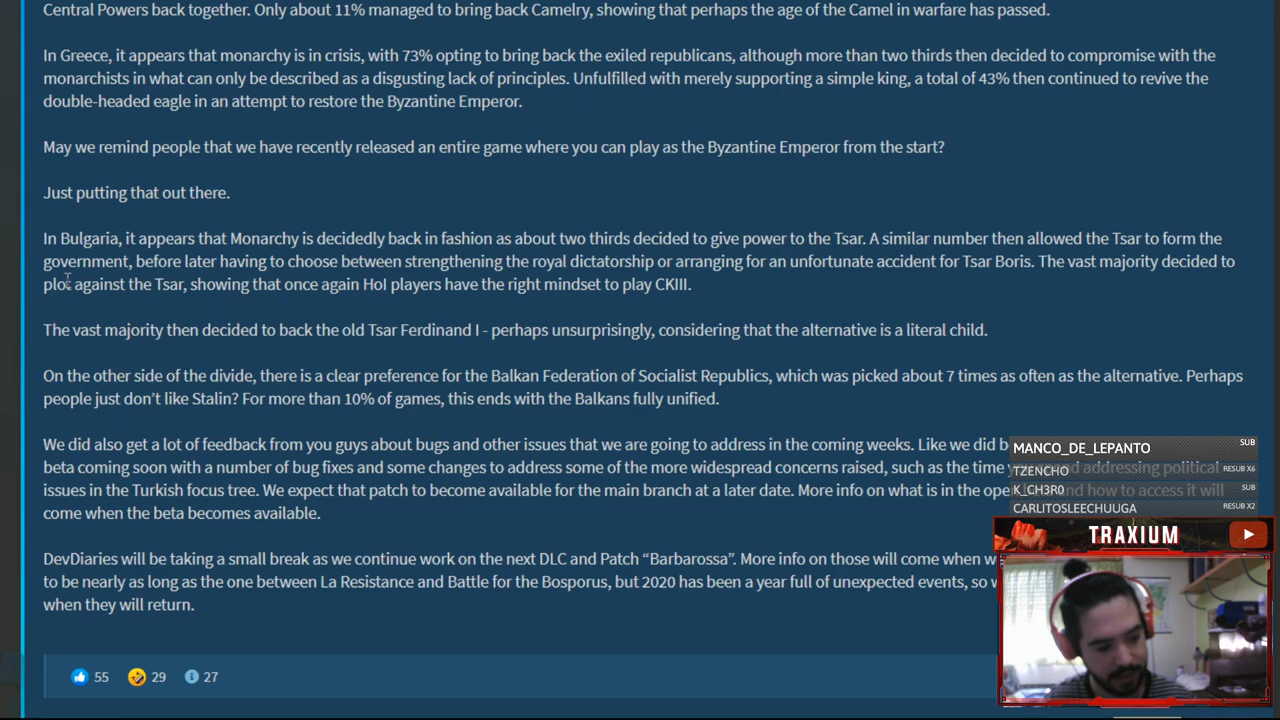 Central Powers back together. Only about 11% managed to bring back Camelry, showing that perhaps the age of the Camel in warfare has passed.
In Greece, it appears that monarchy is in crisis, with 73% opting to bring back the exiled republicans, although more than two thirds then decided to compromise with the
monarchists in what can only be described as a disgusting lack of principles. Unfulfilled with merely supporting a simple king, a total of 43% then continued to revive the
double-headed eagle in an attempt to restore the Byzantine Emperor.
May we remind people that we have recently released an entire game where you can play as the Byzantine Emperor from the start?
Just putting that out there.
In Bulgaria, it appears that Monarchy is decidedly back in fashion as about two thirds decided to give power to the Tsar. A similar number then allowed the Tsar to form the
government, before later having to choose between strengthening the royal dictatorship or arranging for an unfortunate accident for Tsar Boris. The vast majority decided to
plot against the Tsar, showing that once again HoI players have the right mindset to play CKIII.
The vast majority then decided to back the old Tsar Ferdinand I - perhaps unsurprisingly, considering that the alternative is a literal child.
On the other side of the divide, there is a clear preference for the Balkan Federation of Socialist Republics, which was picked about 7 times as often as the alternative. Perhaps
people just don't like Stalin? For more than 10% of games, this ends with the Balkans fully unified.
We did also get a lot of feedback from you guys about bugs and other issues that we are going to address in the coming weeks. Like we did b
beta coming soon with a number of bug fixes and some changes to address some of the more widespread concerns raised, such as the time addressing political
issues in the Turkish focus tree. We expect that patch to become available for the main branch at a later date. More info on what is in the ope and how to access it will
come when the beta becomes available.
DevDiaries will be taking a small break as we continue work on the next DLC and Patch “Barbarossa”. More info on those will come when w
to be nearly as long as the one between La Resistance and Battle for the Bosporus, but 2020 has been a year full of unexpected events, so w
when they will return.
55 29 27
MANCO_DE_LEPANTO SUB
TZENCHO RESUB X6
K_CH3R0 SUB
CARLITOSLEECHUUGA RESUB X2
TRAXIUM